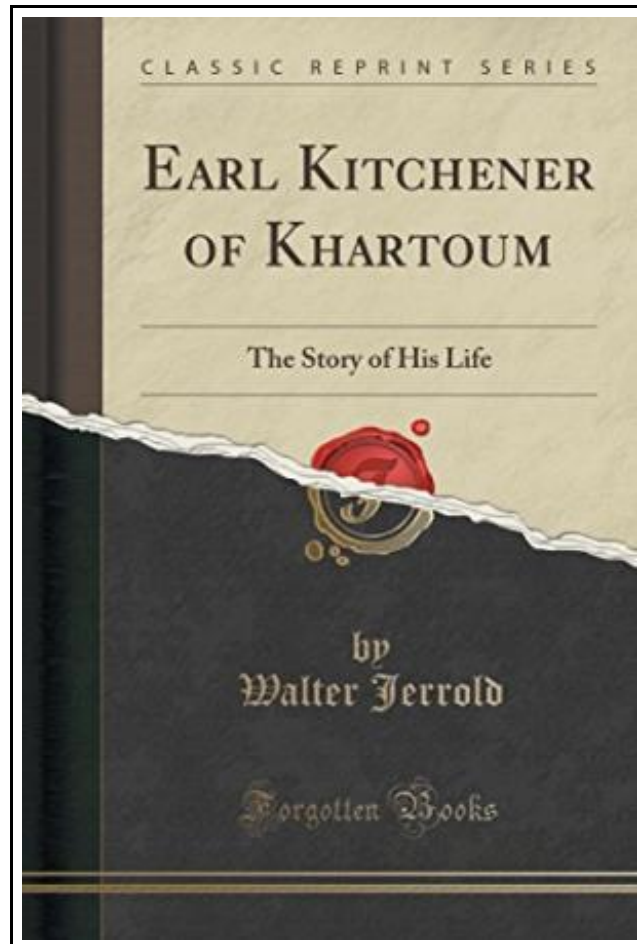 CLASSIC REPRINT SERIES
EARL KITCHENER
OF KHARTOUM
The Story of His Life
by
Walter Jerrold
Forgotten Books